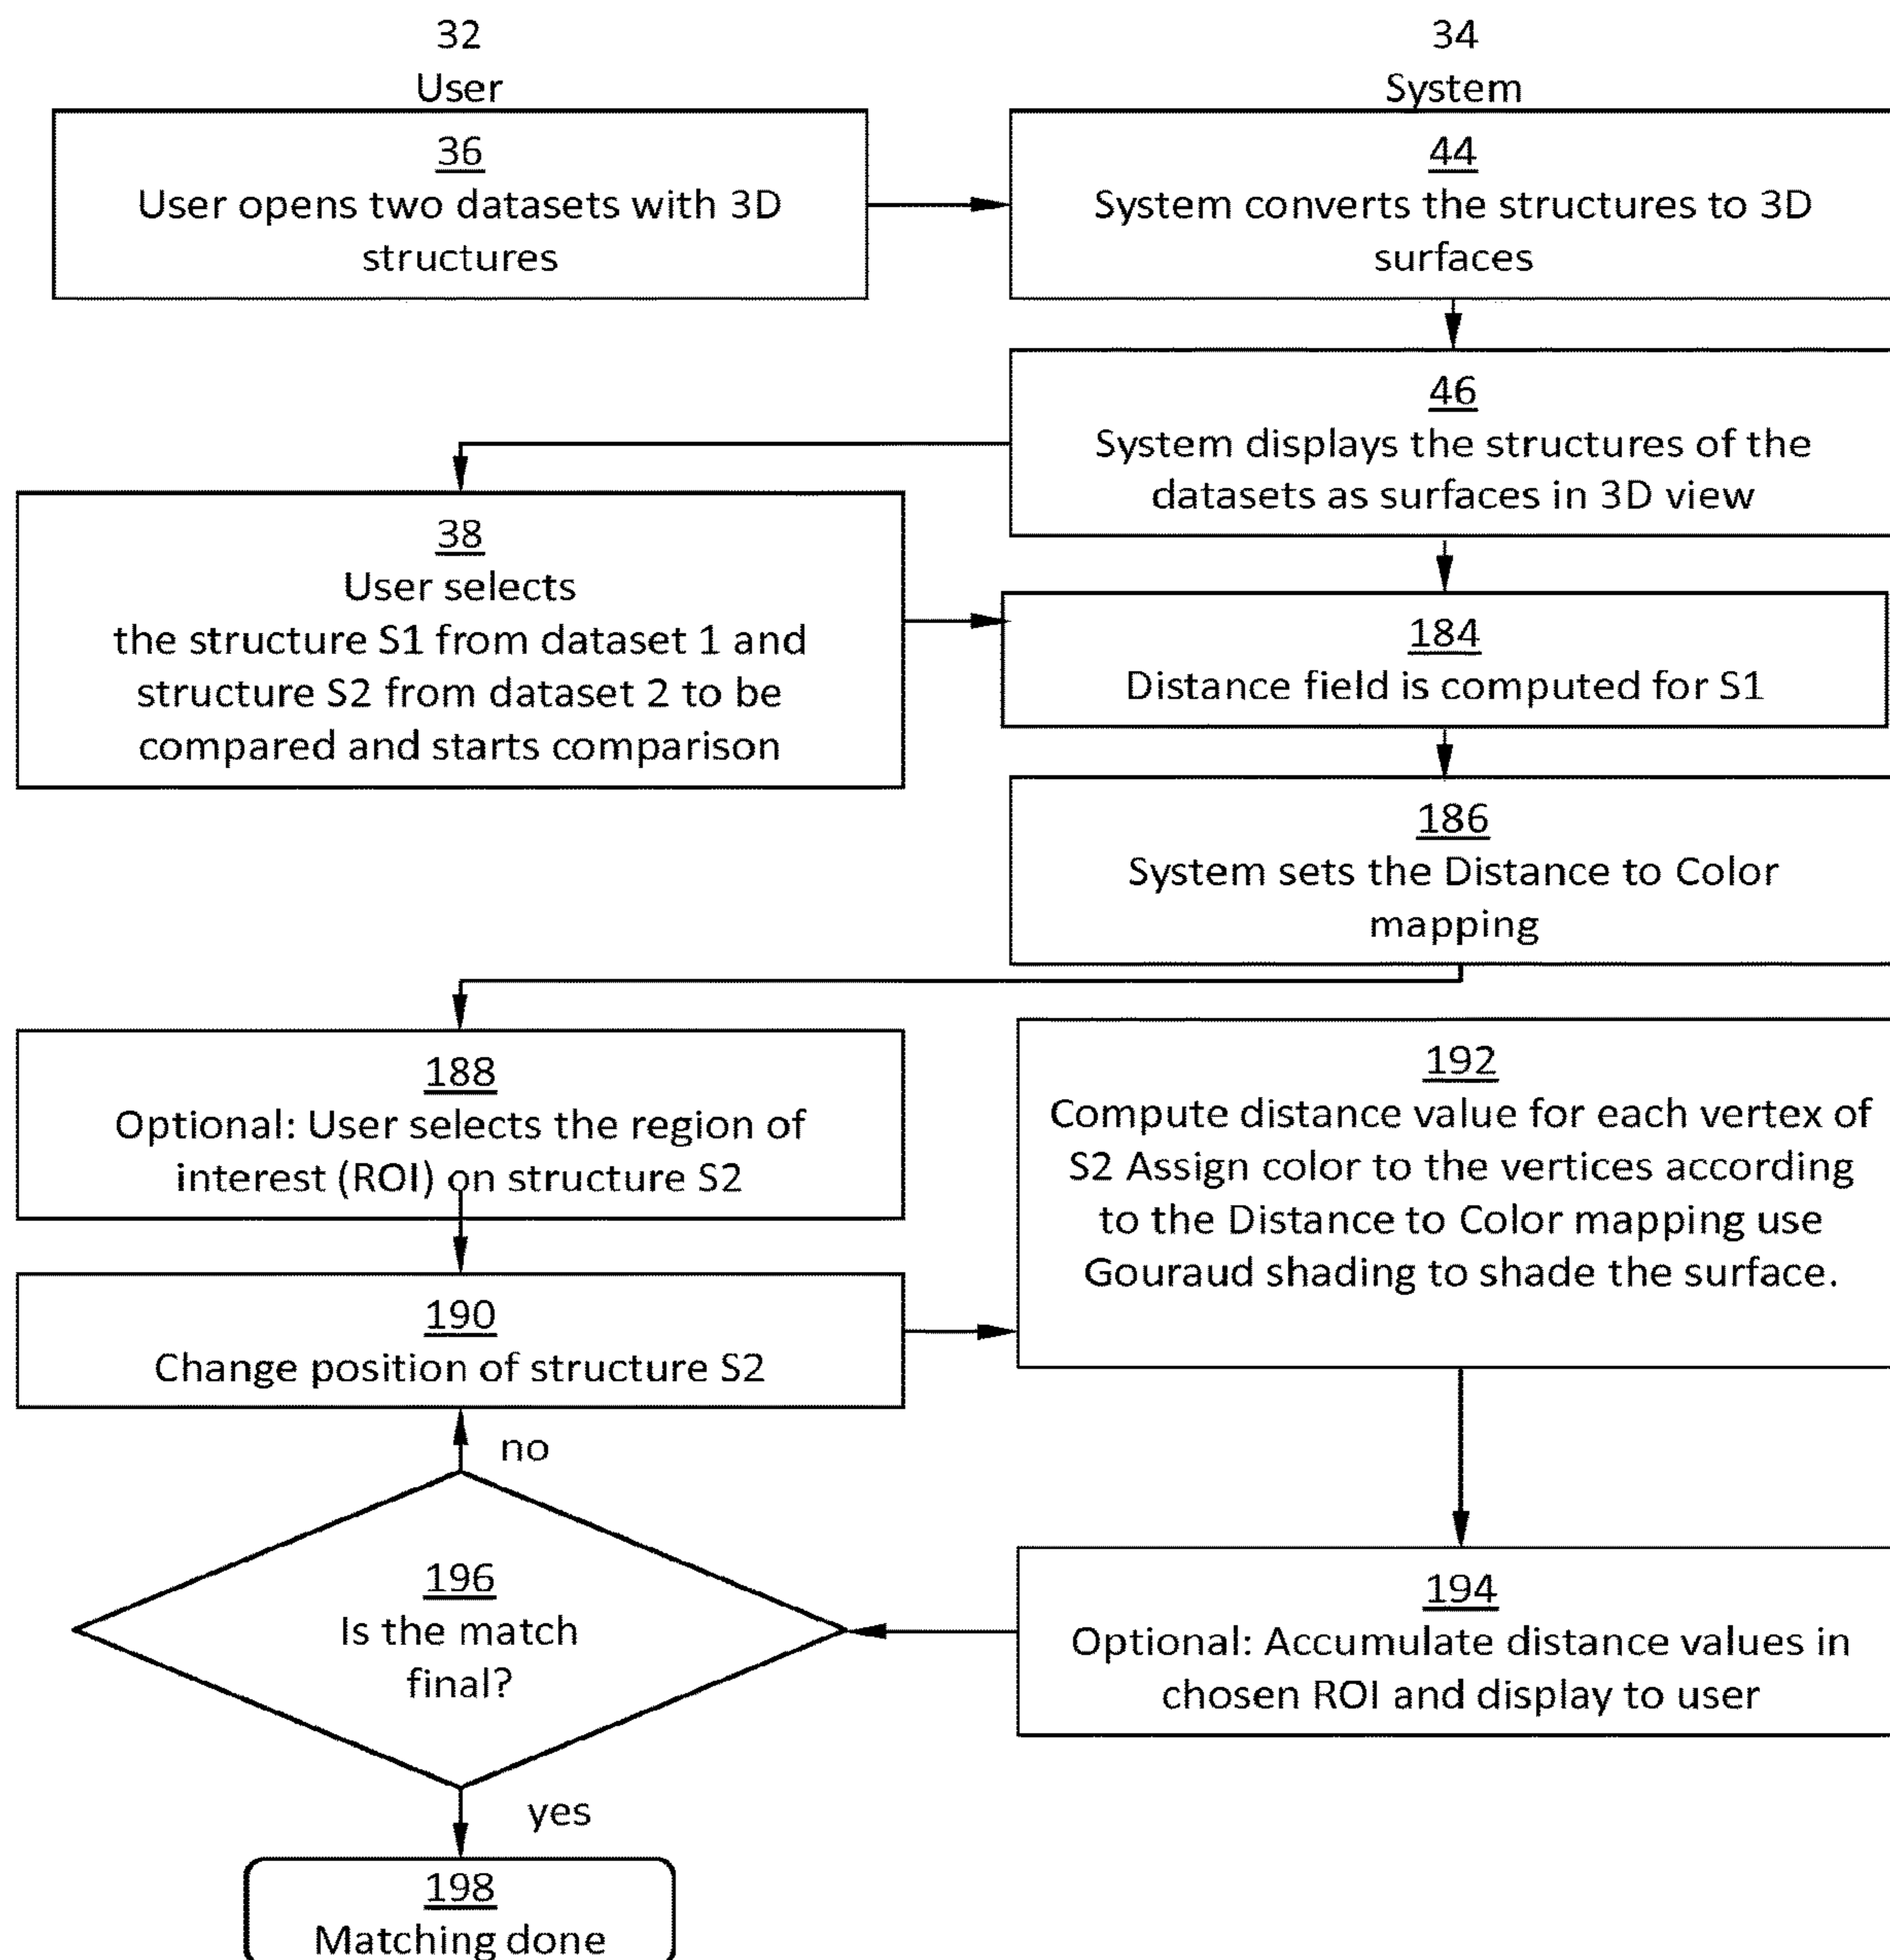 32
User
34
System
36
User opens two datasets with 3D
structures
44
System converts the structures to 3D
surfaces
46
System displays the structures of the
datasets as surfaces in 3D view
38
User selects
the structure S1 from dataset 1 and
structure S2 from dataset 2 to be
compared and starts comparison
184
Distance field is computed for S1
186
System sets the Distance to Color
mapping
188
Optional: User selects the region of
interest (ROI) on structure S2
190
Change position of structure S2
192
Compute distance value for each vertex of
S2 Assign color to the vertices according
to the Distance to Color mapping use
Gouraud shading to shade the surface.
194
Optional: Accumulate distance values in
chosen ROI and display to user
no
196
Is the match
final?
yes
198
Matching done